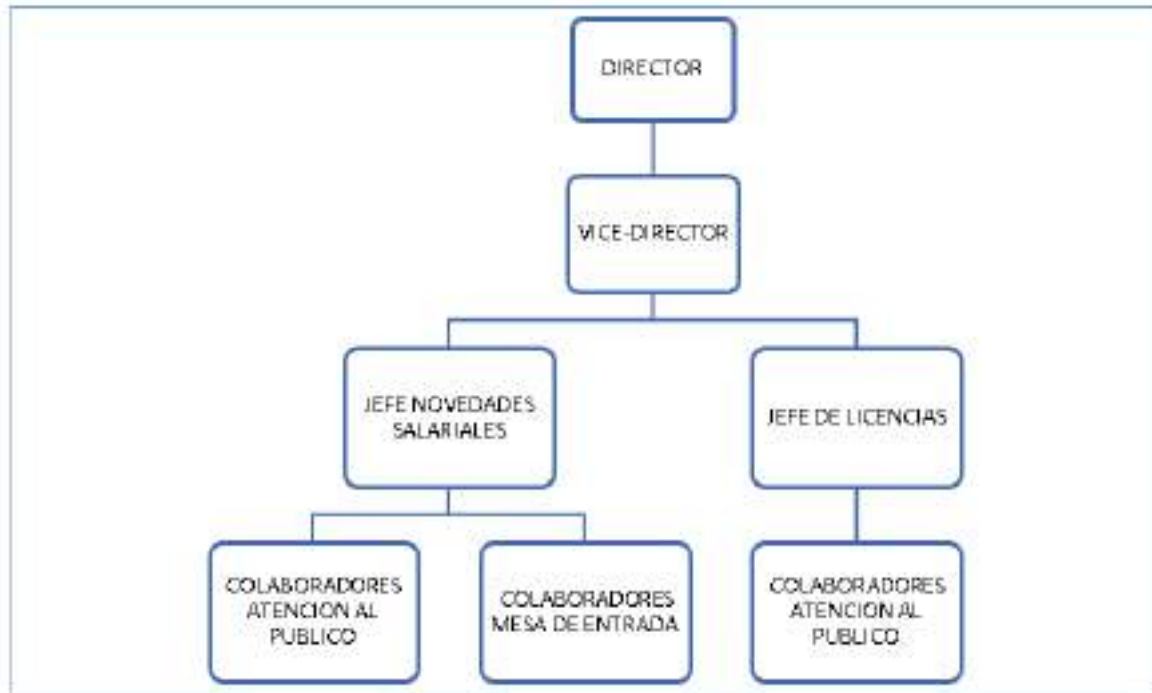 DIRECTOR
VICE-DIRECTOR
JEFE NOVEDADES
SALARIALES
JEFE DE LICENCIAS
COLABORADORES
ATENCION AL
PUBLICO
COLABORADORES
MESA DE ENTRADA
COLABORADORES
ATENCION AL
PUBLICO